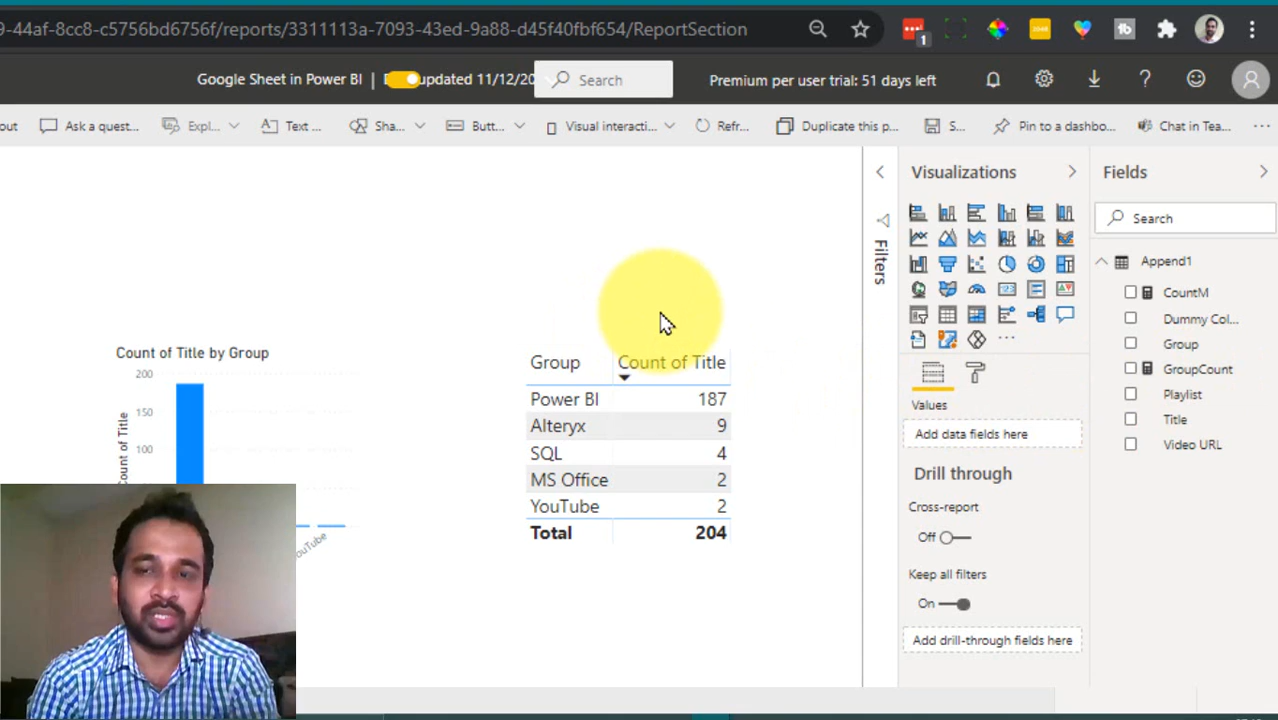 9-44af-8cc8-c5756bd6756f/reports/3311113a-7093-43ed-9a88-d45f40fbf654/ReportSection
1
Google Sheet in Power BI | updated 11/12/20 Search Premium per user trial: 51 days left
out Ask a quest... Expl... Text ... Sha... Butt... Visual interacti... Refr... Duplicate this p... S... Pin to a dashbo... Chat in Tea... ...
Visualizations
Fields
Search
Filters
Append1
CountM
Dummy Col...
Group
GroupCount
Playlist
Title
Video URL
Values
Add data fields here
Drill through
Cross-report
Off
Keep all filters
On
Add drill-through fields here
Count of Title by Group
200
150
100
Count of Title
ouTube
Group Count of Title
Power BI 187
Alteryx 9
SQL 4
MS Office 2
YouTube 2
Total 204